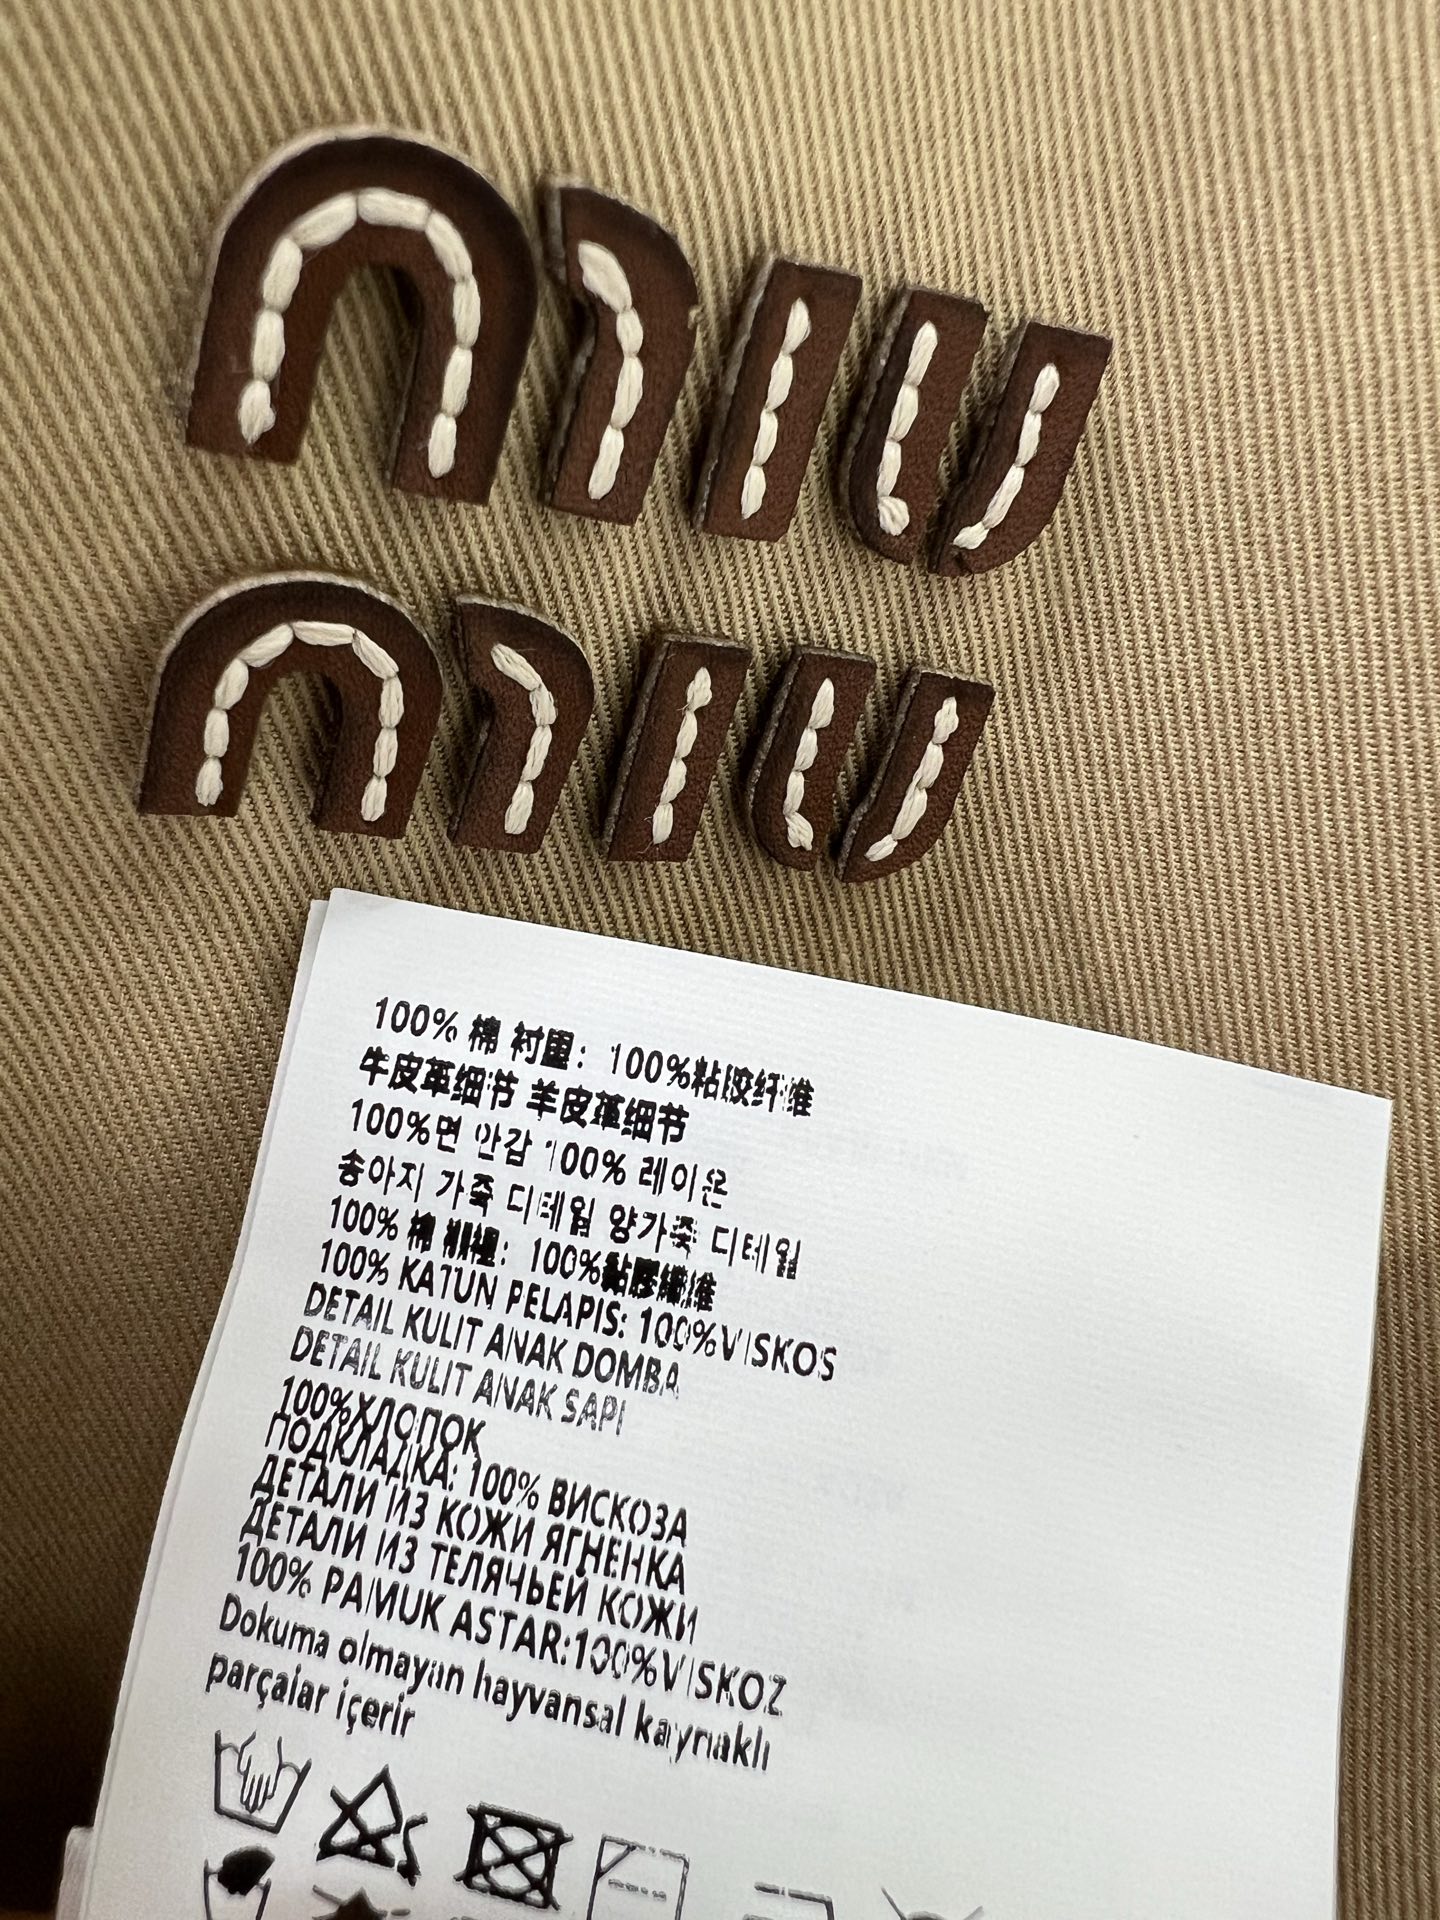 miu
miu
100% 棉 衬里：100%粘胶纤维
牛皮革细节 羊皮革细节
100%면 안감 100% 레이온
송아지 가죽 디테일 양가죽 디테일
100% 棉 襯裡：100%黏膠纖維
100% KATUN PELAPIS: 100%VISKOS
DETAIL KULIT ANAK DOMBA
DETAIL KULIT ANAK SAPI
100%ХЛОПОК
ПОДКЛАДКА: 100% ВИСКОЗА
ДЕТАЛИ ИЗ КОЖИ ЯГНЕНКА
ДЕТАЛИ ИЗ ТЕЛЯЧЬЕЙ КОЖИ
100% PAMUK ASTAR:100%VISKOZ
Dokuma olmayan hayvansal kaynaklı
parçalar içerir